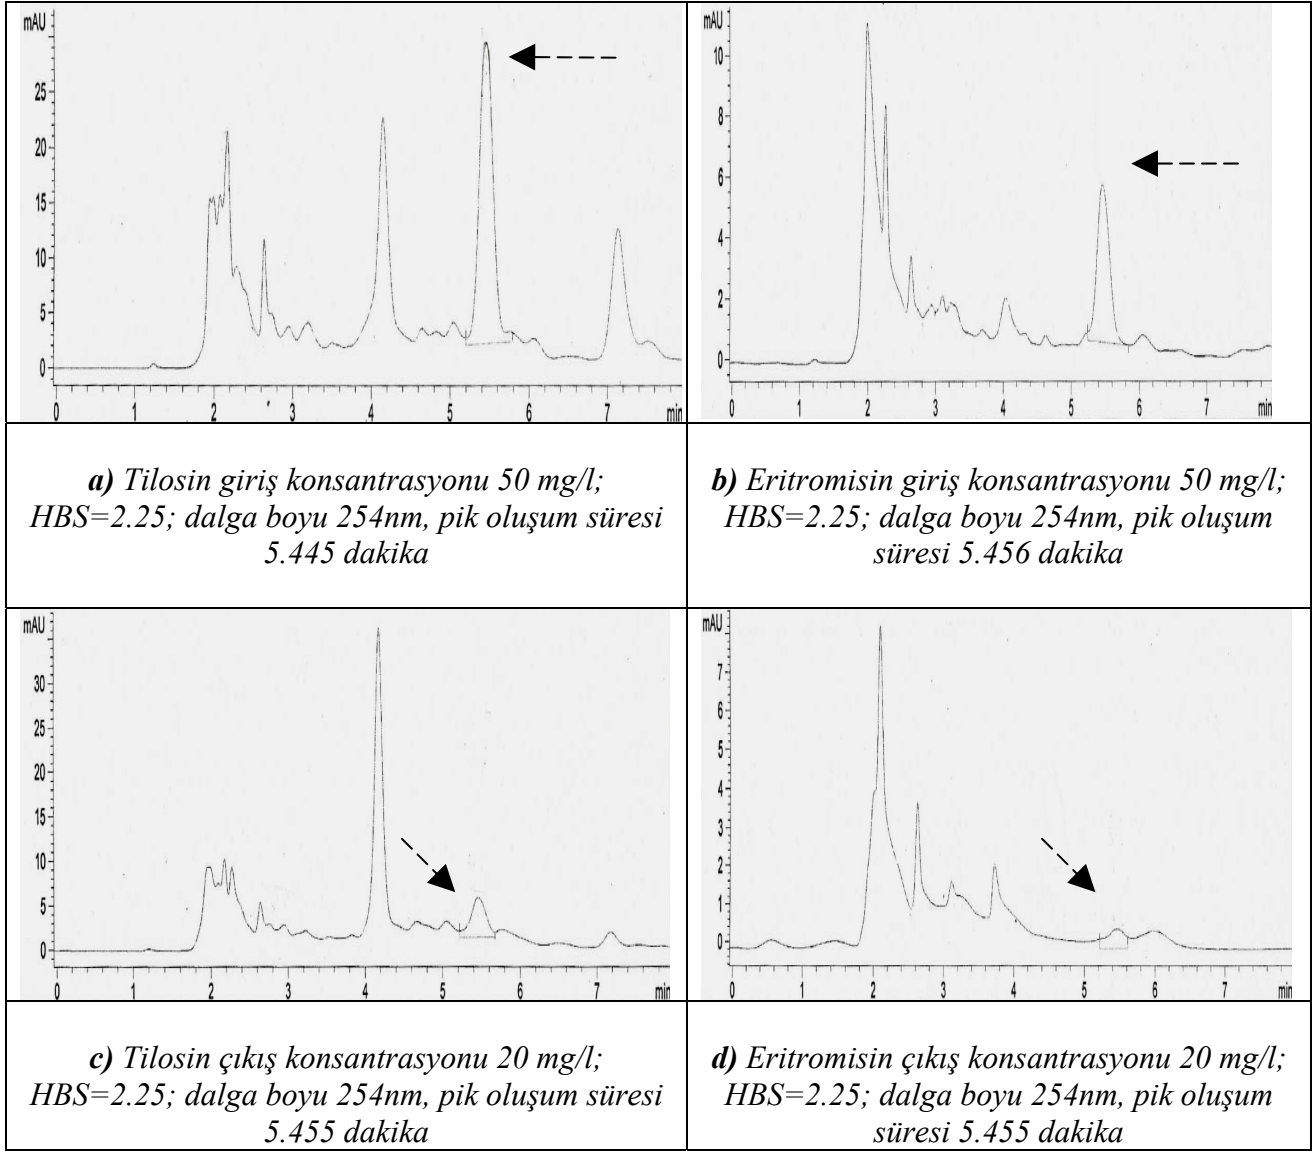 mAU
25
20
15
10
5
0
0 2 3 4 5 6 7 min
mAU
10
8
6
4
2
0
0 1 2 3 4 5 6 7 min
a) Tilosin giriş konsantrasyonu 50 mg/l;
HBS=2.25; dalga boyu 254nm, pik oluşum süresi
5.445 dakika
b) Eritromisin giriş konsantrasyonu 50 mg/l;
HBS=2.25; dalga boyu 254nm, pik oluşum
süresi 5.456 dakika
mAU
30
25
20
15
10
5
0
0 1 2 3 4 5 6 7 min
mAU
7
6
5
4
3
2
1
0
0 1 2 3 4 5 6 7 min
c) Tilosin çıkış konsantrasyonu 20 mg/l;
HBS=2.25; dalga boyu 254nm, pik oluşum süresi
5.455 dakika
d) Eritromisin çıkış konsantrasyonu 20 mg/l;
HBS=2.25; dalga boyu 254nm, pik oluşum
süresi 5.455 dakika